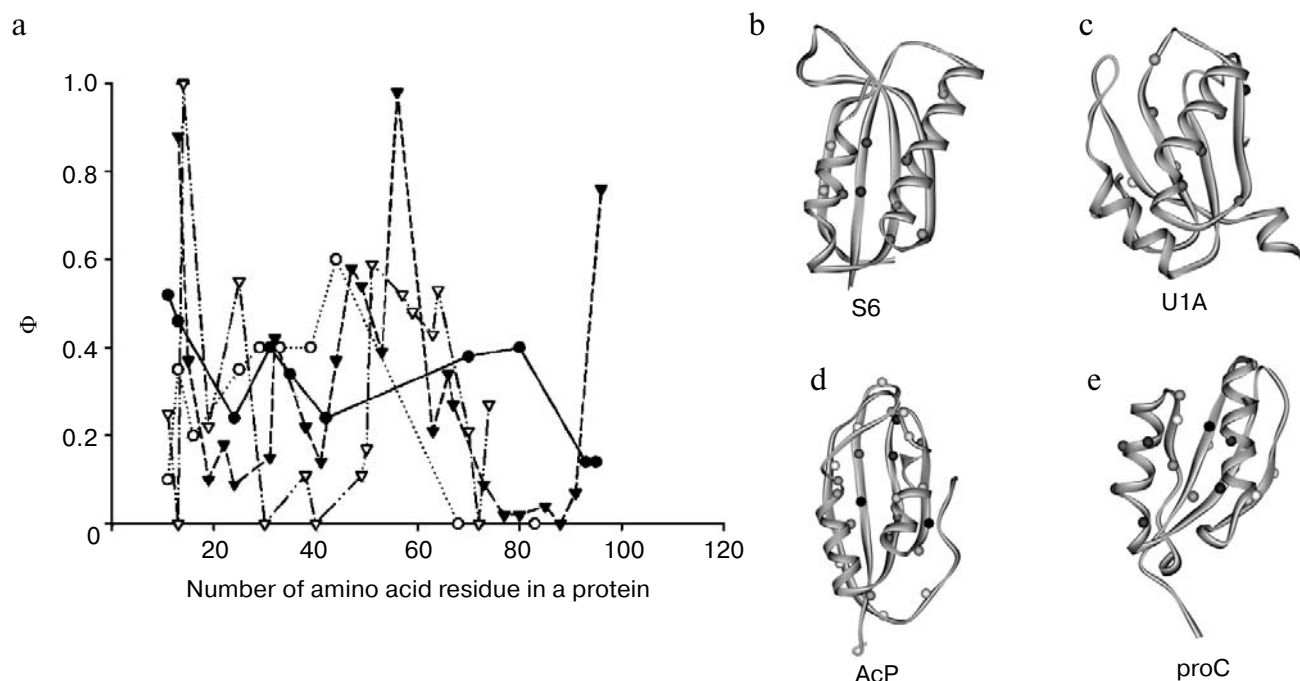 a
1.0
0.8
0.6
0.4
0.2
0
Φ
20 40 60 80 100 120
Number of amino acid residue in a protein
b
S6
c
U1A
d
AcP
e
proC